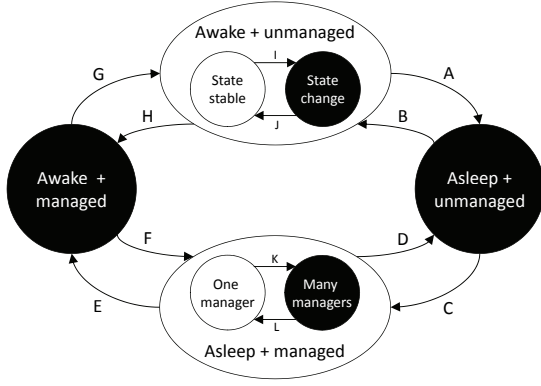 Awake + unmanaged
G
A
I
State
stable
State
change
J
H
B
Awake +
managed
Asleep +
unmanaged
F
D
K
One
manager
Many
managers
L
E
C
Asleep + managed